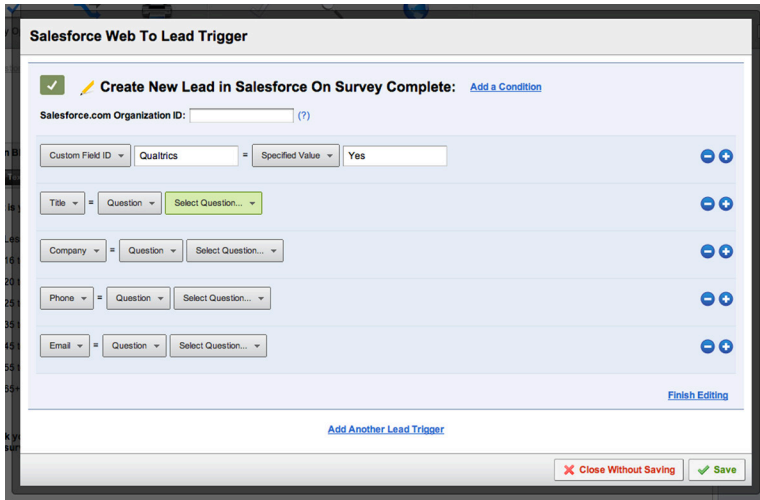 Salesforce Web To Lead Trigger
Create New Lead in Salesforce On Survey Complete: Add a Condition
Salesforce.com Organization ID: (?)
Custom Field ID Qualtrics = Specified Value Yes
Title = Question Select Question...
Company = Question Select Question...
Phone = Question Select Question...
Email = Question Select Question...
Finish Editing
Add Another Lead Trigger
Close Without Saving Save